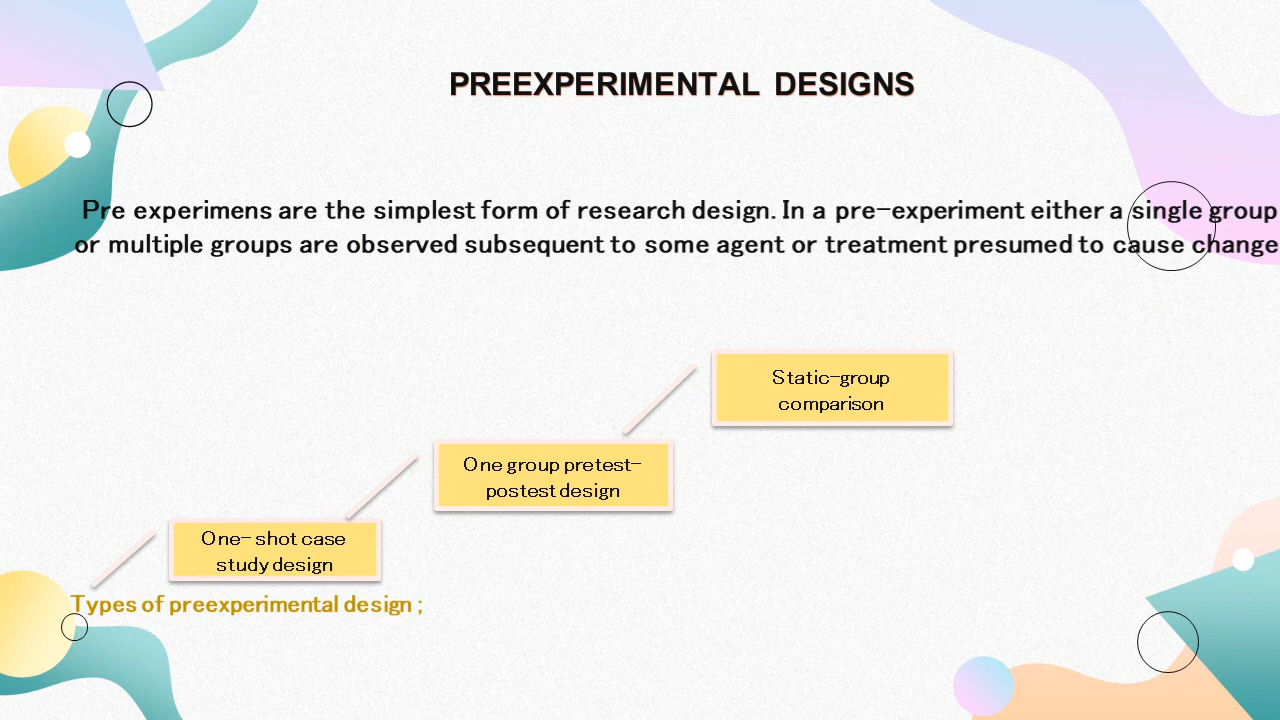 PREEXPERIMENTAL DESIGNS
Pre experimens are the simplest form of research design. In a pre-experiment either a single group
or multiple groups are observed subsequent to some agent or treatment presumed to cause change
Static-group
comparison
One group pretest-
postest design
One- shot case
study design
Types of preexperimental design ;